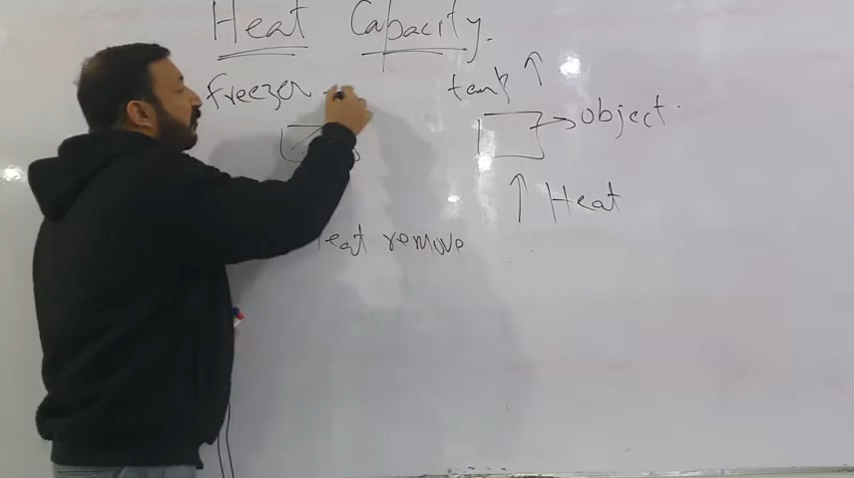 Heat Capacity.
freezer
temp ↑
object.
↑ Heat
eat remove